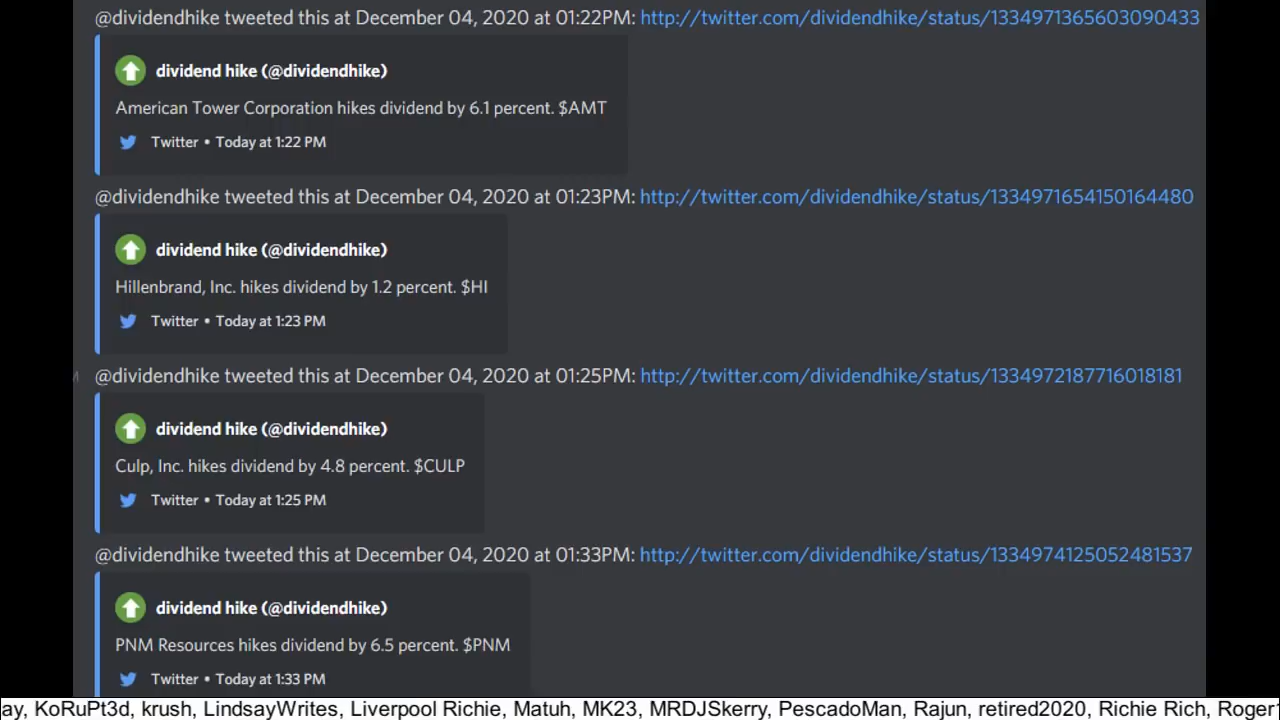 @dividendhike tweeted this at December 04, 2020 at 01:22PM: http://twitter.com/dividendhike/status/1334971365603090433
dividend hike (@dividendhike)
American Tower Corporation hikes dividend by 6.1 percent. $AMT
Twitter • Today at 1:22 PM
@dividendhike tweeted this at December 04, 2020 at 01:23PM: http://twitter.com/dividendhike/status/1334971654150164480
dividend hike (@dividendhike)
Hillenbrand, Inc. hikes dividend by 1.2 percent. $HI
Twitter • Today at 1:23 PM
@dividendhike tweeted this at December 04, 2020 at 01:25PM: http://twitter.com/dividendhike/status/1334972187716018181
dividend hike (@dividendhike)
Culp, Inc. hikes dividend by 4.8 percent. $CULP
Twitter • Today at 1:25 PM
@dividendhike tweeted this at December 04, 2020 at 01:33PM: http://twitter.com/dividendhike/status/1334974125052481537
dividend hike (@dividendhike)
PNM Resources hikes dividend by 6.5 percent. $PNM
Twitter • Today at 1:33 PM
ay, KoRuPt3d, krush, LindsayWrites, Liverpool Richie, Matuh, MK23, MRDJSkerry, PescadoMan, Rajun, retired2020, Richie Rich, Roger